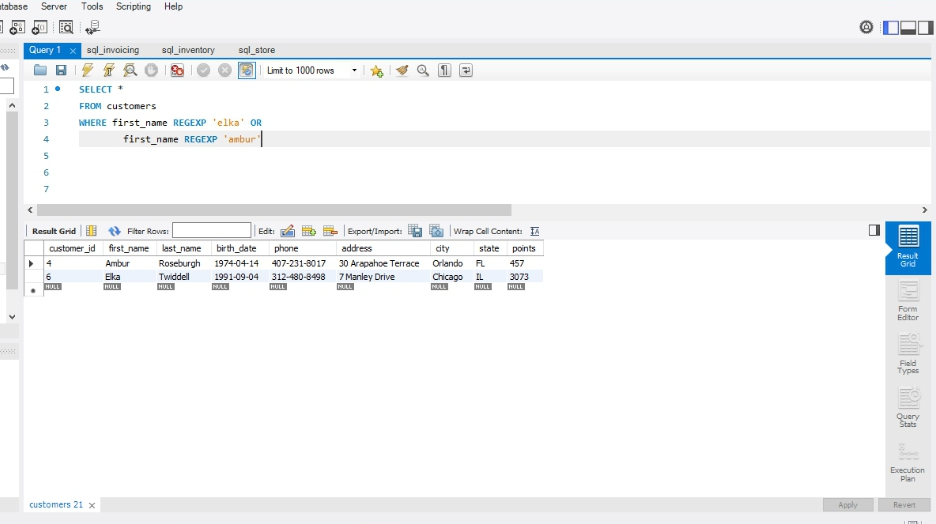 tabase Server Tools Scripting Help
Query 1 × sql_invoicing sql_inventory sql_store
Limit to 1000 rows
1 SELECT *
2 FROM customers
3 WHERE first_name REGEXP 'elka' OR
4 first_name REGEXP 'ambur'
5
6
7
Result Grid Filter Rows: Edit: Export/Import: Wrap Cell Content: IA
customer_id first_name last_name birth_date phone address city state points
4 Ambur Roseburgh 1974-04-14 407-231-8017 30 Arapahoe Terrace Orlando FL 457
6 Elka Twiddell 1991-09-04 312-480-8498 7 Manley Drive Chicago IL 3073
NULL NULL NULL NULL NULL NULL NULL NULL NULL
Result
Grid
Form
Editor
Field
Types
Query
Stats
Execution
Plan
customers 21 × Apply Revert